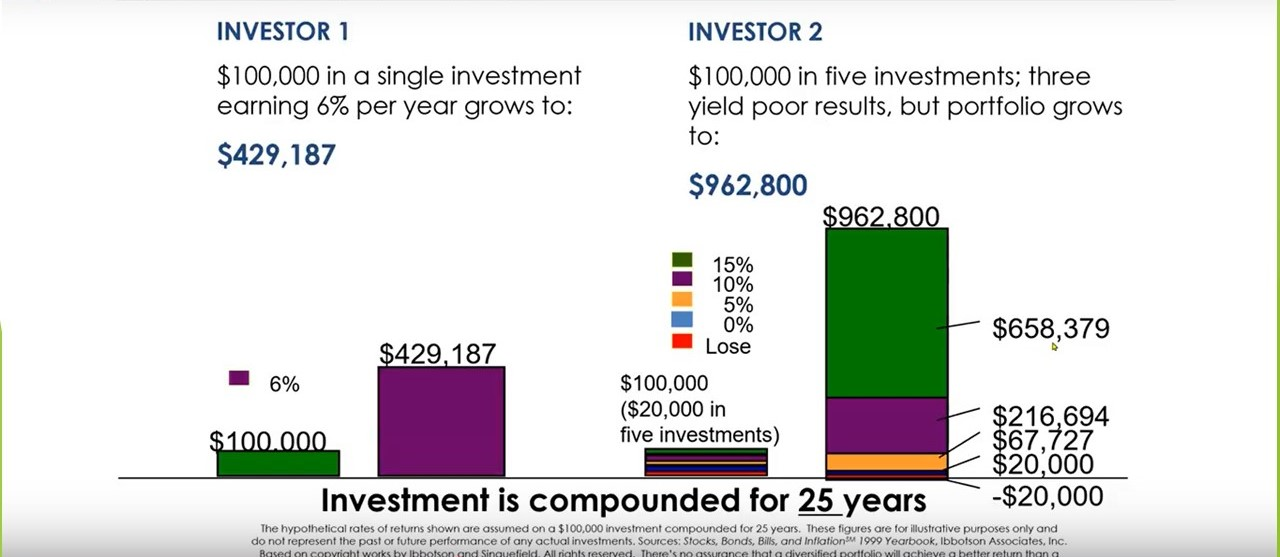 INVESTOR 1
$100,000 in a single investment
earning 6% per year grows to:
$429,187
INVESTOR 2
$100,000 in five investments; three
yield poor results, but portfolio grows
to:
$962,800
6%
$100,000
$429,187
15%
10%
5%
0%
Lose
$100,000
($20,000 in
five investments)
$962,800
$658,379
$216,694
$67,727
$20,000
-$20,000
Investment is compounded for 25 years
The hypothetical rates of returns shown are assumed on a $100,000 investment compounded for 25 years. These figures are for illustrative purposes only and
do not represent the past or future performance of any actual investments. Sources: Stocks, Bonds, Bills, and Inflation℠ 1999 Yearbook, Ibbotson Associates, Inc.
Based on copyright works by Ibbotson and Sinquefield. All rights reserved. There's no assurance that a diversified portfolio will achieve a better return than a